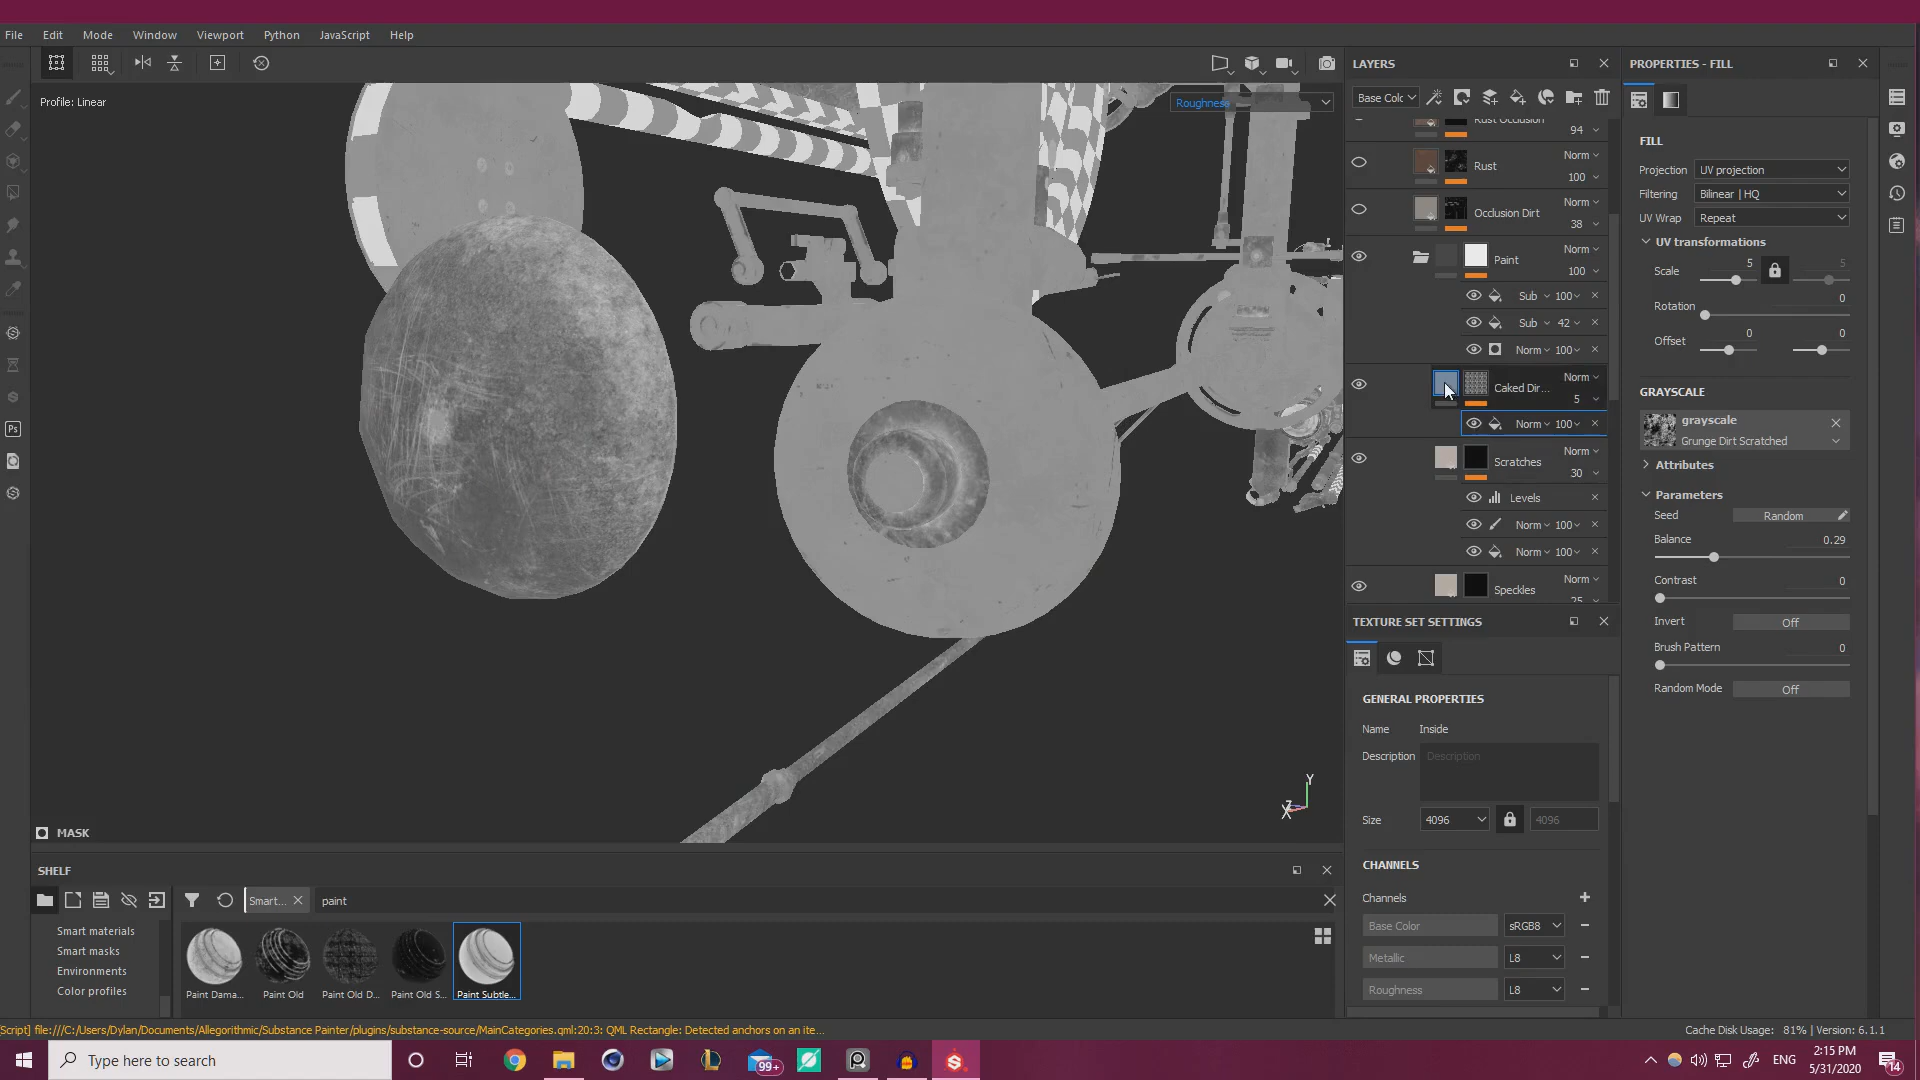 File Edit Mode Window Viewport Python JavaScript Help
Profile: Linear
Roughness
LAYERS
Base Colc
Rust Occlusion
94
Rust Norm
100
Occlusion Dirt Norm
38
Paint Norm
100
Sub 100
Sub 42
Norm 100
Caked Dir... Norm
5
Norm 100
Scratches Norm
30
Levels
Norm 100
Norm 100
Speckles Norm
25
TEXTURE SET SETTINGS
GENERAL PROPERTIES
Name Inside
Description Description
Size 4096 4096
CHANNELS
Channels
Base Color sRGB8
Metallic L8
Roughness L8
PROPERTIES - FILL
FILL
Projection UV projection
Filtering Bilinear | HQ
UV Wrap Repeat
UV transformations
Scale 5 5
Rotation 0
Offset 0 0
GRAYSCALE
grayscale
Grunge Dirt Scratched
Attributes
Parameters
Seed Random
Balance 0.29
Contrast 0
Invert Off
Brush Pattern 0
Random Mode Off
Y
Z
X
MASK
SHELF
Smart... paint
Smart materials
Smart masks
Environments
Color profiles
Paint Dama... Paint Old Paint Old D... Paint Old S... Paint Subtle...
Script] file:///C:/Users/Dylan/Documents/Allegorithmic/Substance Painter/plugins/substance-source/MainCategories.qml:20:3: QML Rectangle: Detected anchors on an ite...
Cache Disk Usage: 81% | Version: 6.1.1
Type here to search
99+
ENG
2:15 PM
5/31/2020
14
Ps